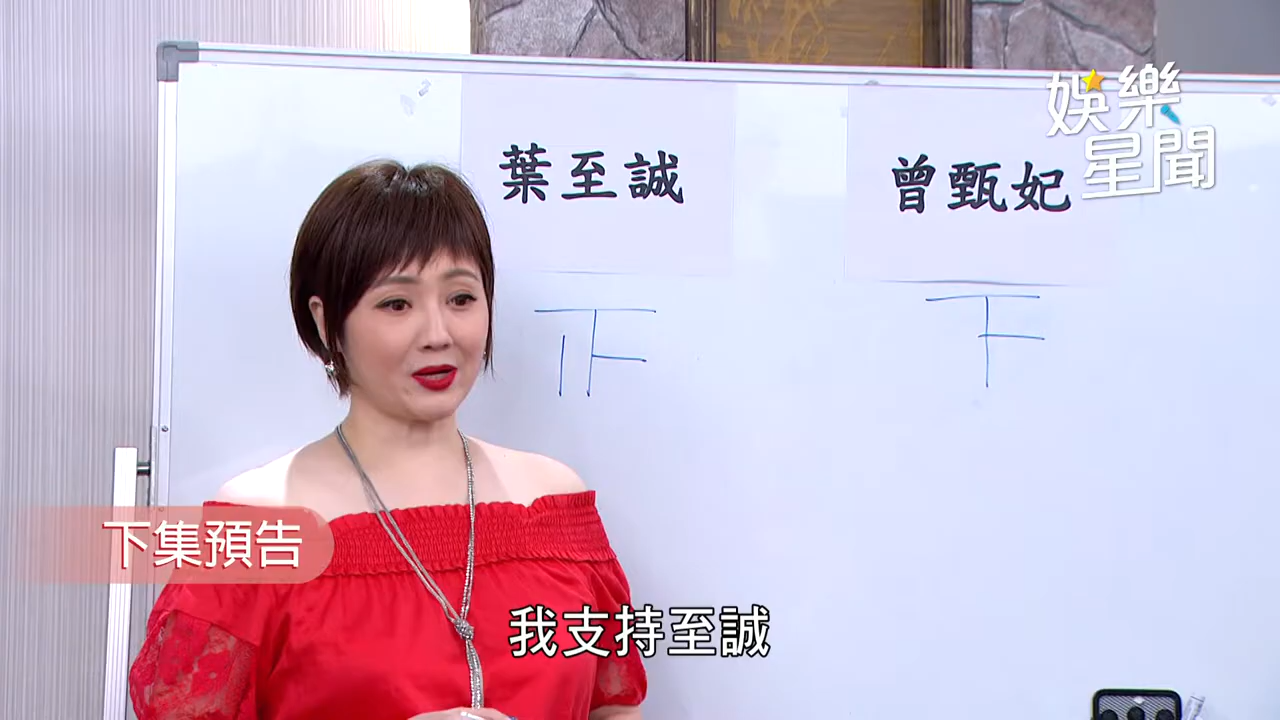 娛樂
星聞
葉至誠
曾甄妃
下集預告
我支持至誠